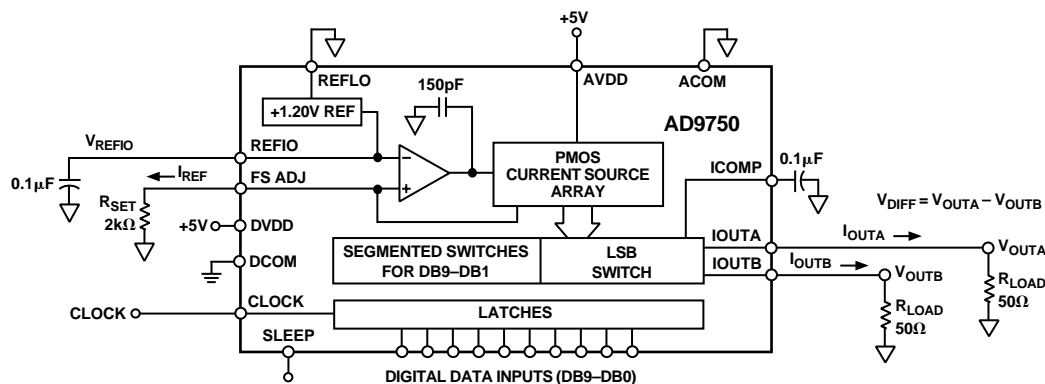 +5V
REFLO
AVDD
ACOM
150pF
+1.20V REF
AD9750
V_REFIO
REFIO
PMOS
CURRENT SOURCE
ARRAY
ICOMP
0.1µF
0.1µF
I_REF
FS ADJ
R_SET
2kΩ
V_DIFF = V_OUTA – V_OUTB
+5V
DVDD
DCOM
SEGMENTED SWITCHES
FOR DB9–DB1
LSB
SWITCH
IOUTA
IOUTB
I_OUTA
I_OUTB
V_OUTA
V_OUTB
R_LOAD
50Ω
R_LOAD
50Ω
CLOCK
CLOCK
LATCHES
SLEEP
DIGITAL DATA INPUTS (DB9–DB0)
−
+